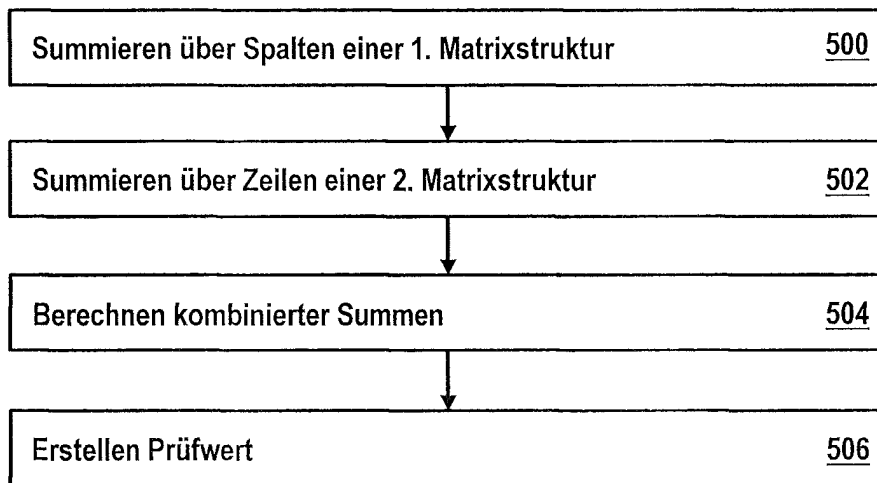 Summieren über Spalten einer 1. Matrixstruktur 500
Summieren über Zeilen einer 2. Matrixstruktur 502
Berechnen kombinierter Summen 504
Erstellen Prüfwert 506